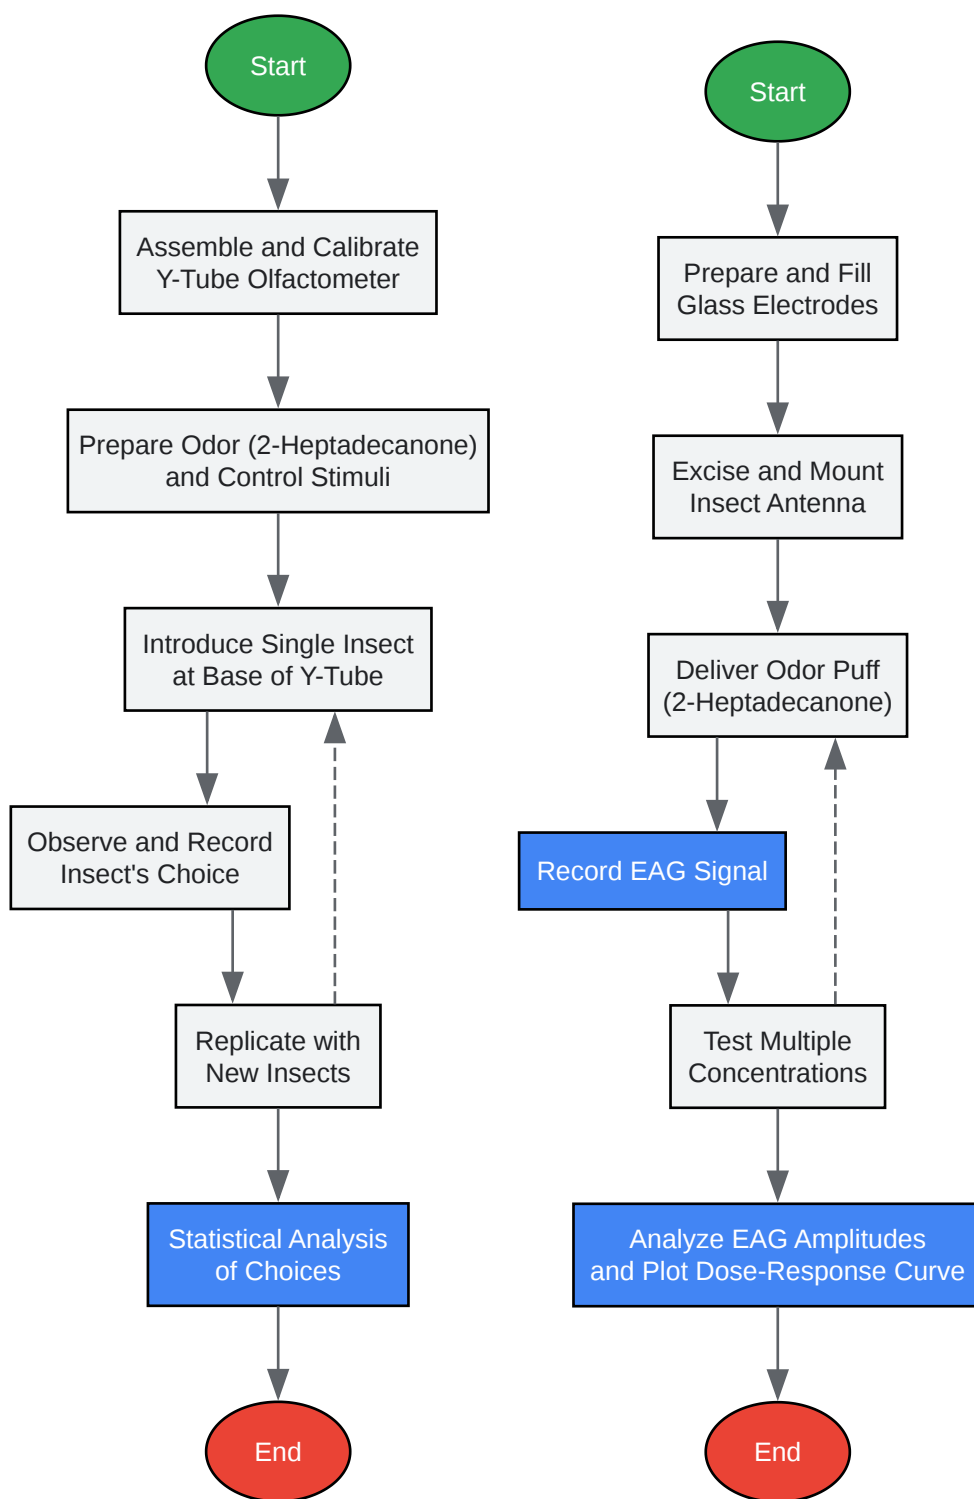 Start
Assemble and Calibrate
Y-Tube Olfactometer
Prepare Odor (2-Heptadecanone)
and Control Stimuli
Introduce Single Insect
at Base of Y-Tube
Observe and Record
Insect's Choice
Replicate with
New Insects
Statistical Analysis
of Choices
End
Start
Prepare and Fill
Glass Electrodes
Excise and Mount
Insect Antenna
Deliver Odor Puff
(2-Heptadecanone)
Record EAG Signal
Test Multiple
Concentrations
Analyze EAG Amplitudes
and Plot Dose-Response Curve
End